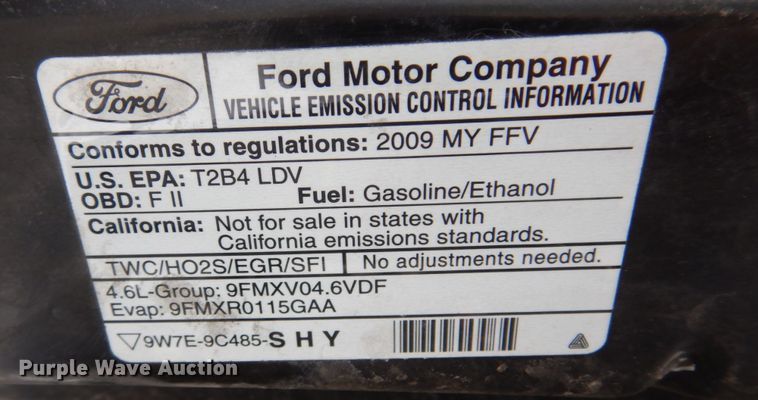 Ford
Ford Motor Company
VEHICLE EMISSION CONTROL INFORMATION
Conforms to regulations: 2009 MY FFV
U.S. EPA: T2B4 LDV
OBD: F II Fuel: Gasoline/Ethanol
California: Not for sale in states with
California emissions standards.
TWC/HO2S/EGR/SFI No adjustments needed.
4.6L-Group: 9FMXV04.6VDF
Evap: 9FMXR0115GAA
▽9W7E-9C485-S H Y
Purple Wave Auction